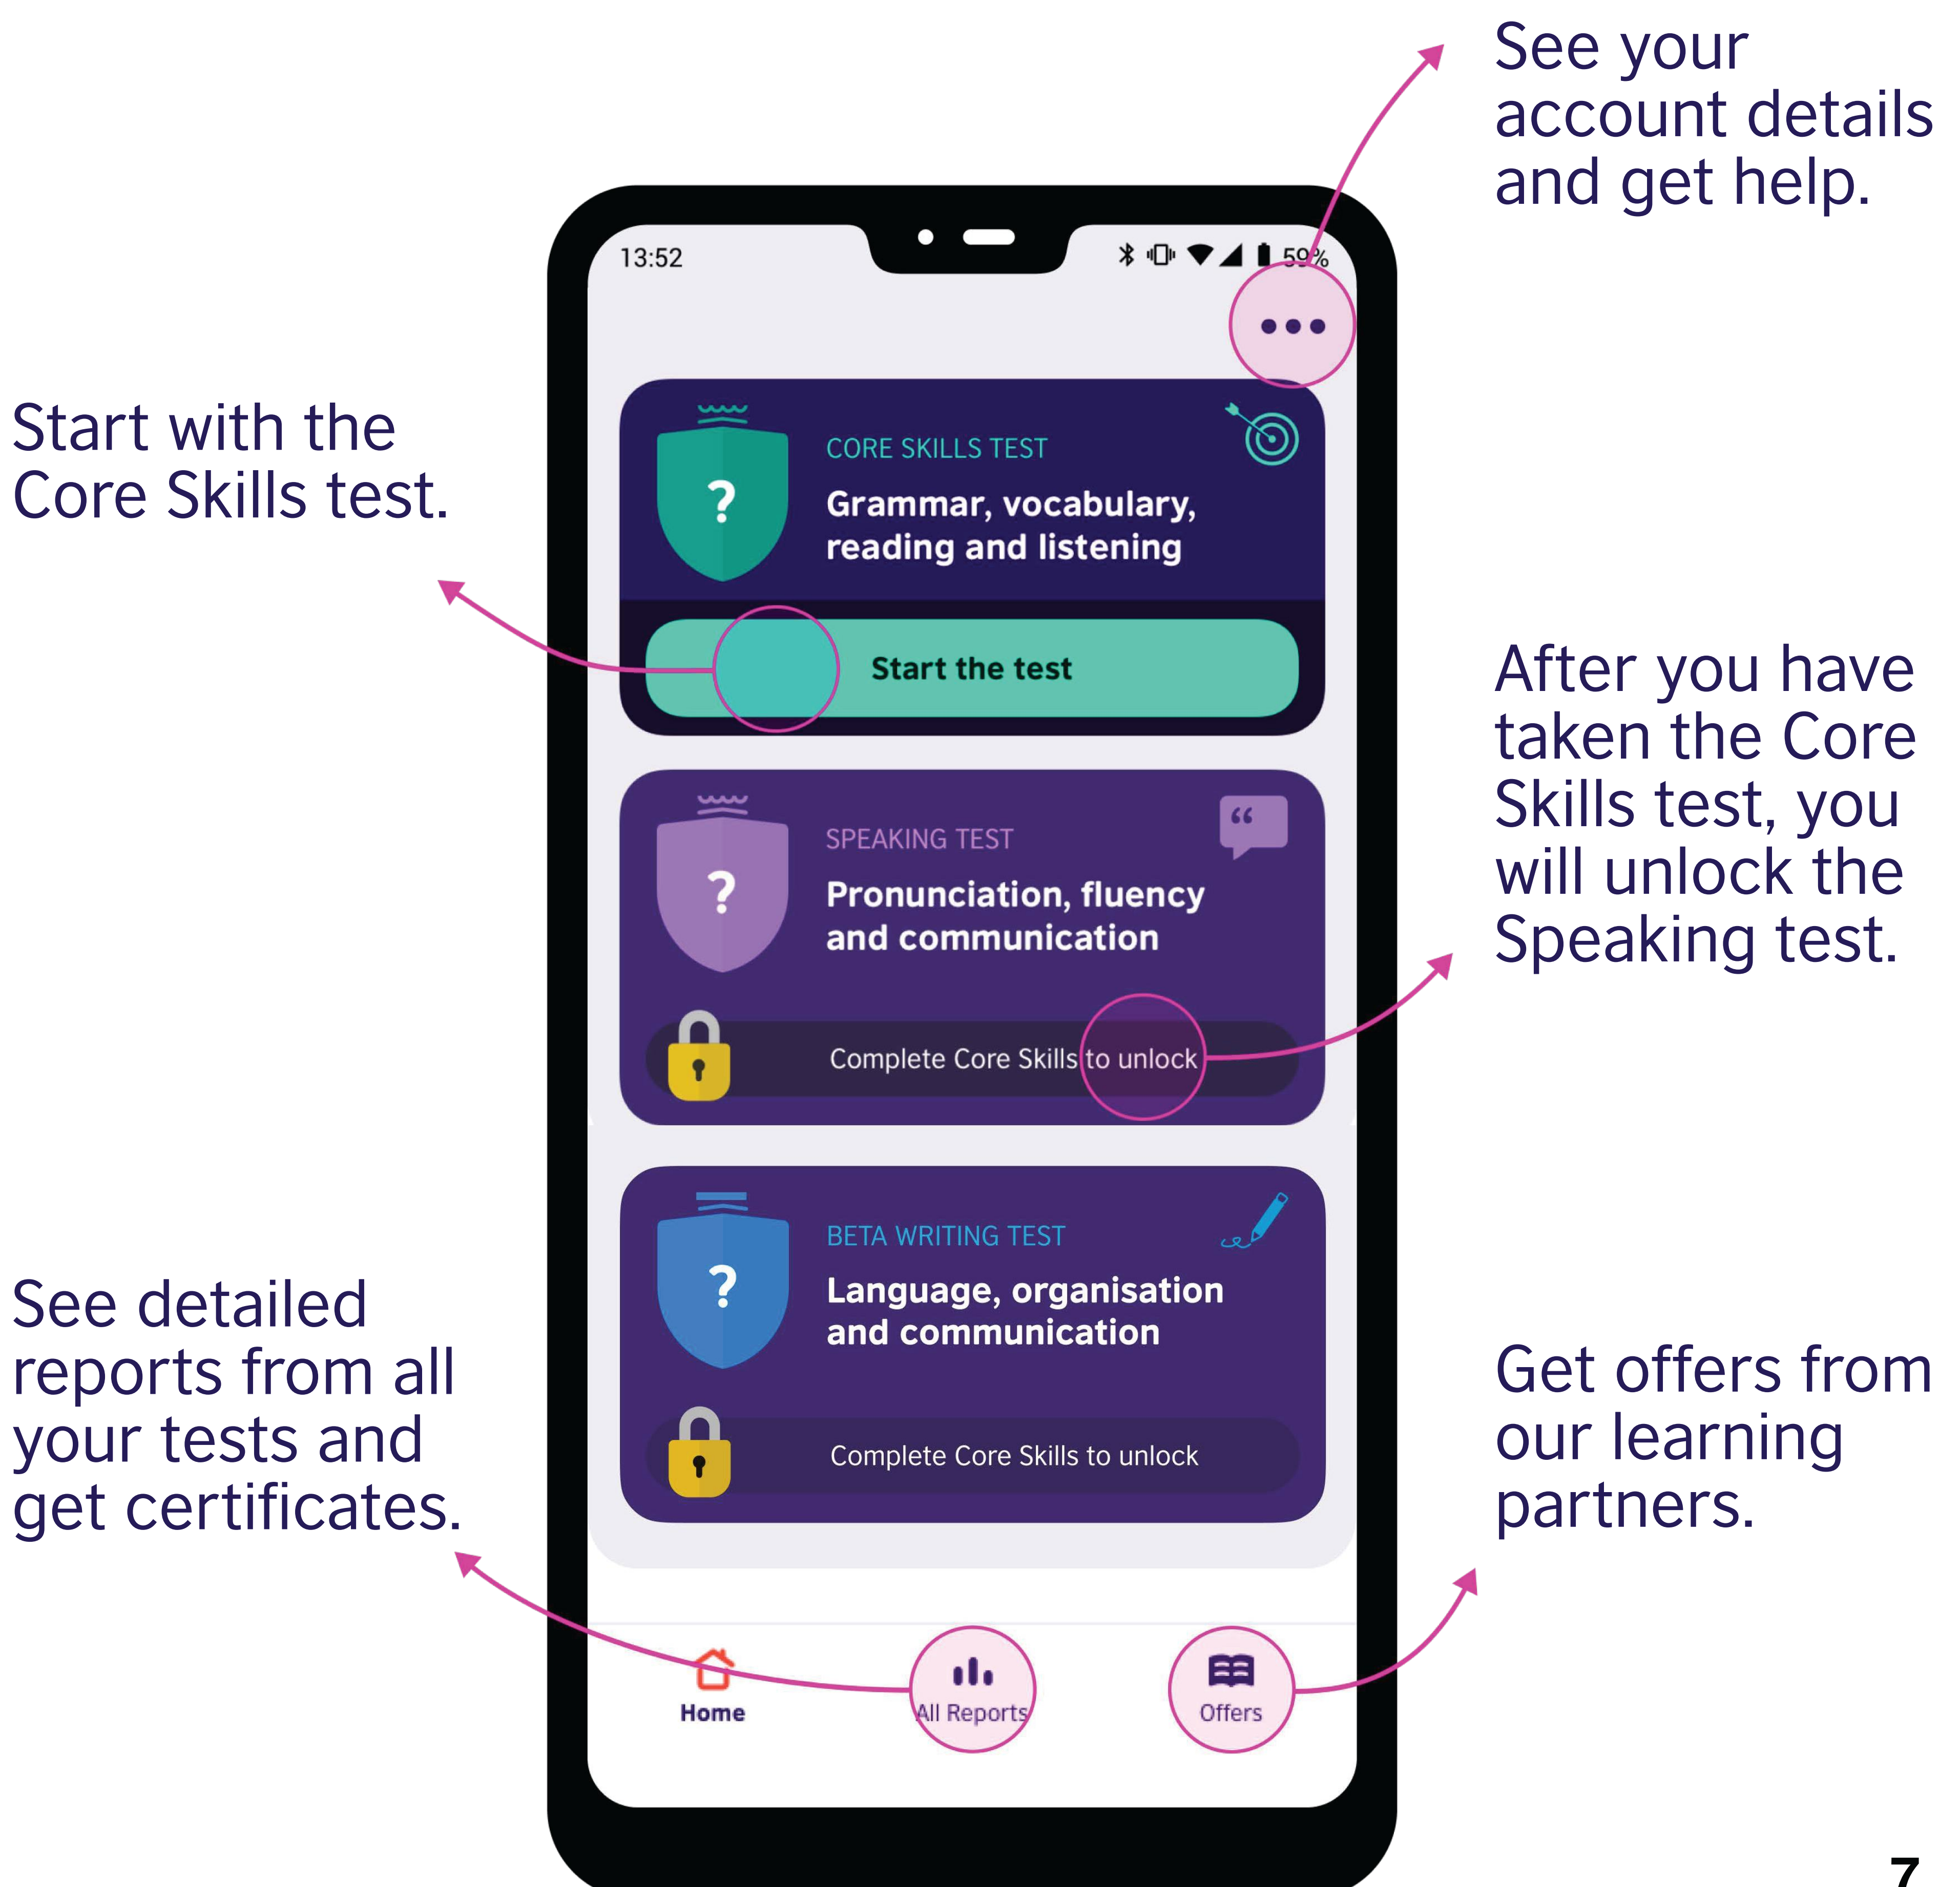 See your
account details
and get help.
13:52
59%
Start with the
Core Skills test.
CORE SKILLS TEST
?
Grammar, vocabulary,
reading and listening
Start the test
After you have
taken the Core
Skills test, you
will unlock the
Speaking test.
SPEAKING TEST
“
?
Pronunciation, fluency
and communication
Complete Core Skills to unlock
See detailed
reports from all
your tests and
get certificates.
BETA WRITING TEST
?
Language, organisation
and communication
Complete Core Skills to unlock
Get offers from
our learning
partners.
Home
All Reports
Offers
7